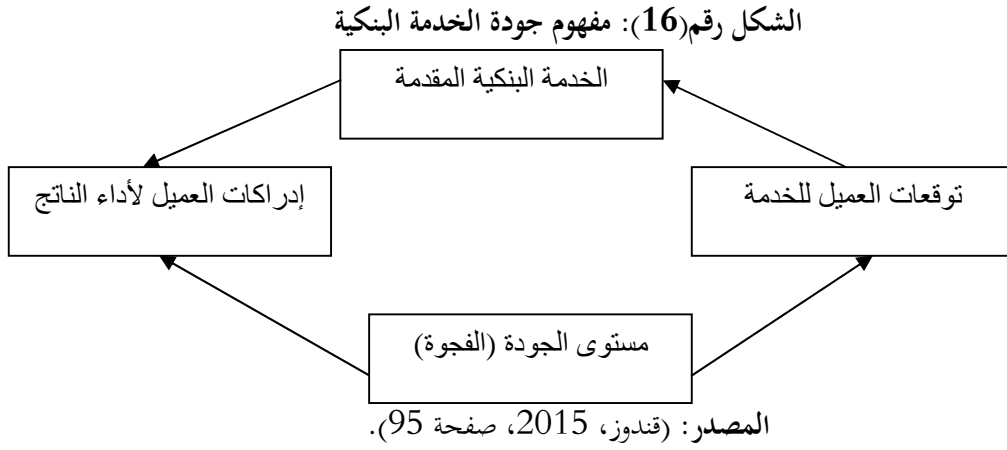 الشكل رقم(16): مفهوم جودة الخدمة البنكية
الخدمة البنكية المقدمة
توقعات العميل للخدمة
إدراكات العميل لأداء الناتج
مستوى الجودة (الفجوة)
المصدر: (قندوز، 2015، صفحة 95).